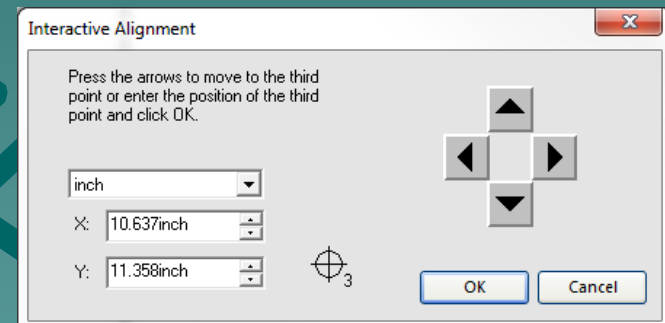 Interactive Alignment
Press the arrows to move to the third
point or enter the position of the third
point and click OK.
inch
X: 10.637inch
Y: 11.358inch
3
OK
Cancel